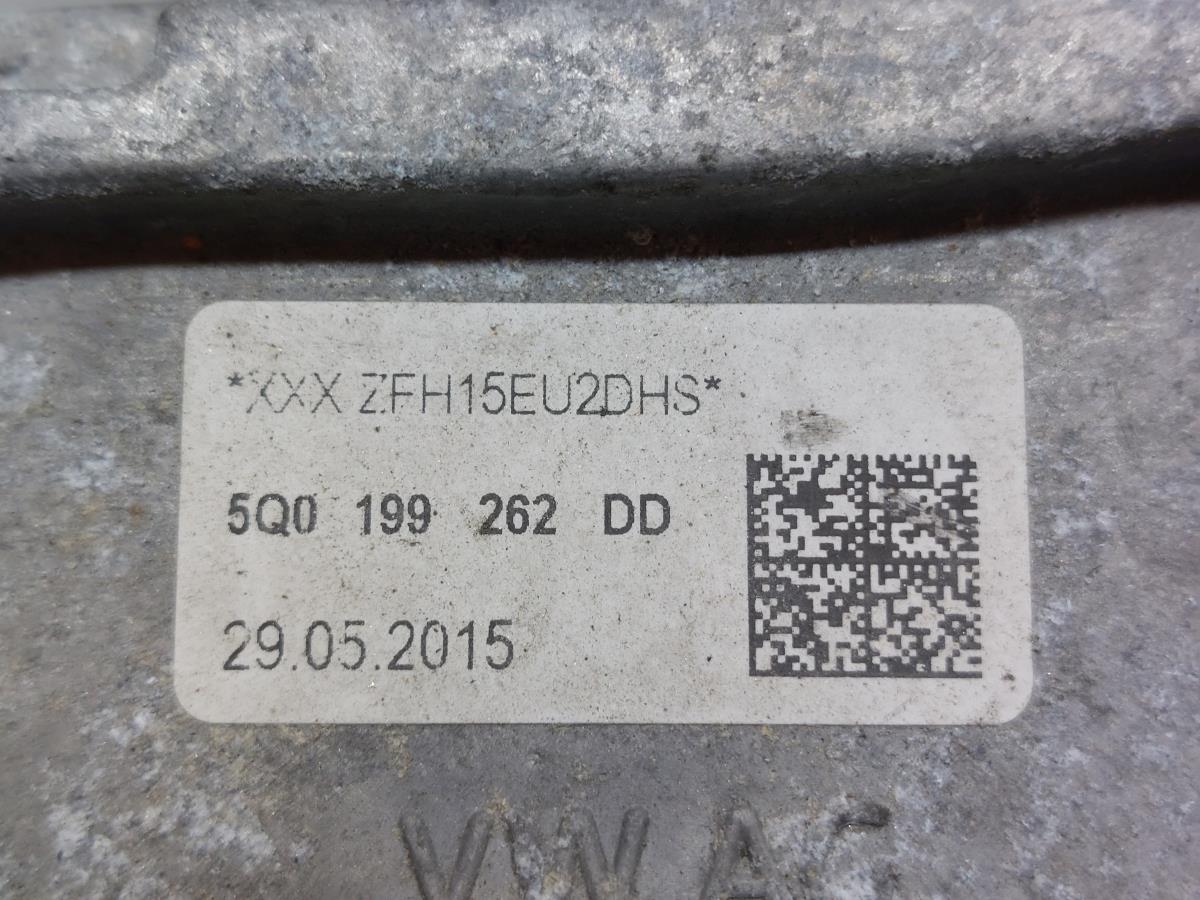 *XXX ZFH15EU2DHS*
5Q0 199 262 DD
29.05.2015